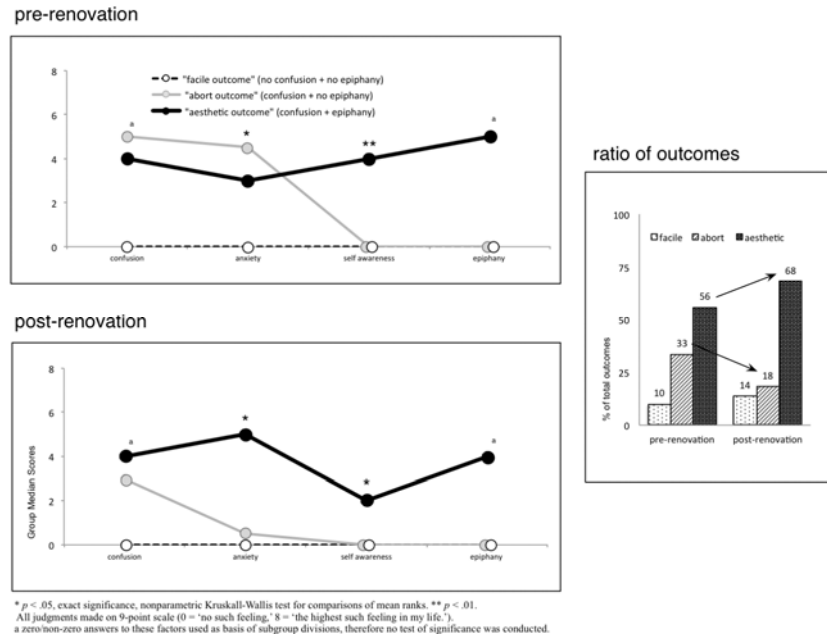 pre-renovation
8
6
4
2
0
"facile outcome" (no confusion + no epiphany)
"abort outcome" (confusion + no epiphany)
"aesthetic outcome" (confusion + epiphany)
a
*
**
a
confusion
anxiety
self awareness
epiphany
post-renovation
Group Median Scores
8
6
4
2
0
a
*
*
a
confusion
anxiety
self awareness
epiphany
ratio of outcomes
% of total outcomes
100
75
50
25
0
facile abort aesthetic
10
33
56
14
18
68
pre-renovation post-renovation
* p < .05, exact significance, nonparametric Kruskall-Wallis test for comparisons of mean ranks. ** p < .01.
All judgments made on 9-point scale (0 = 'no such feeling,' 8 = 'the highest such feeling in my life.').
a zero/non-zero answers to these factors used as basis of subgroup divisions, therefore no test of significance was conducted.